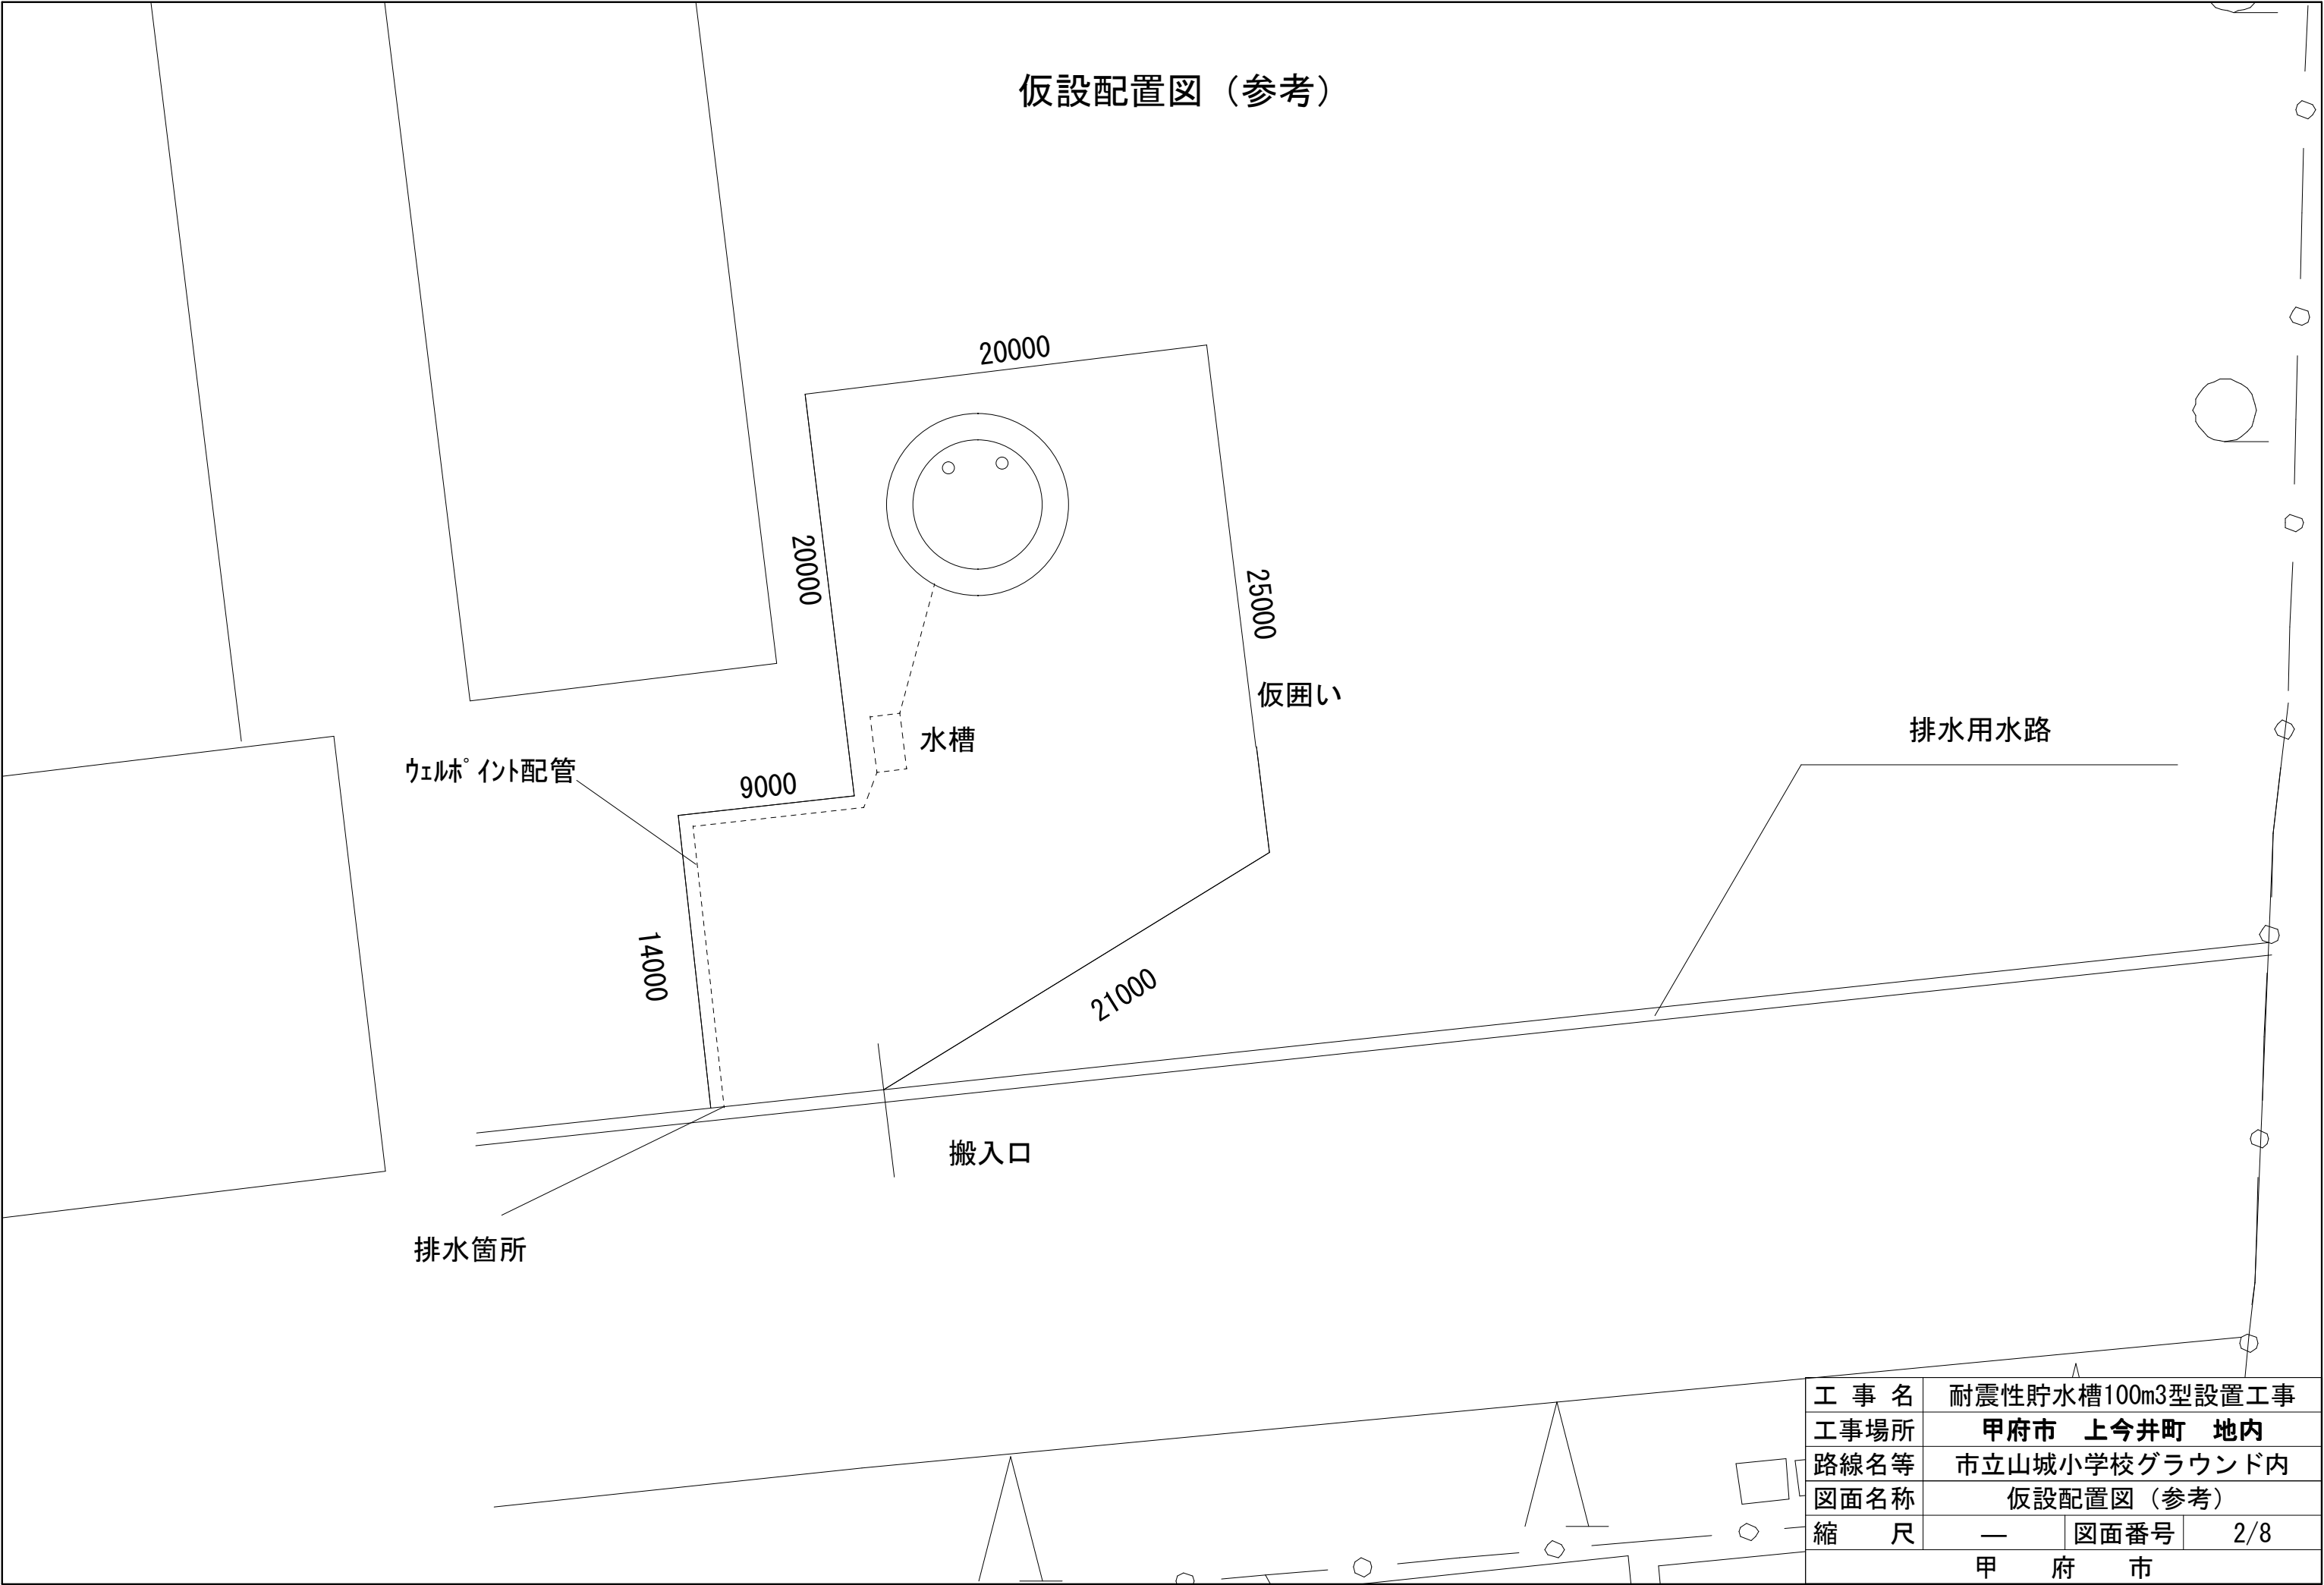 仮設配置図（参考）
20000
20000
25000
仮囲い
水槽
排水用水路
ｳｪﾙﾎﾟｲﾝﾄ配管
9000
14000
21000
搬入口
排水箇所
工 事 名 耐震性貯水槽100m3型設置工事
工事場所 甲府市 上今井町 地内
路線名等 市立山城小学校グラウンド内
図面名称 仮設配置図（参考）
縮 尺 ― 図面番号 2/8
甲 府 市